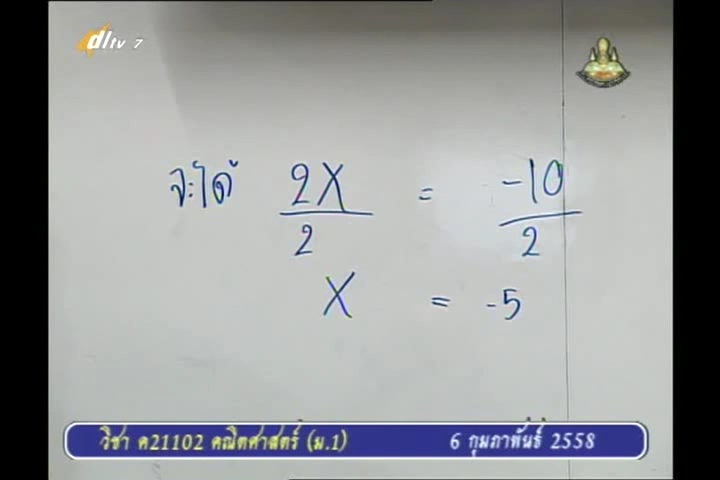 dltv 7
จะได้ 2X/2 = -10/2
X = -5
วิชา ค21102 คณิตศาสตร์ (ม.1) 6 กุมภาพันธ์ 2558